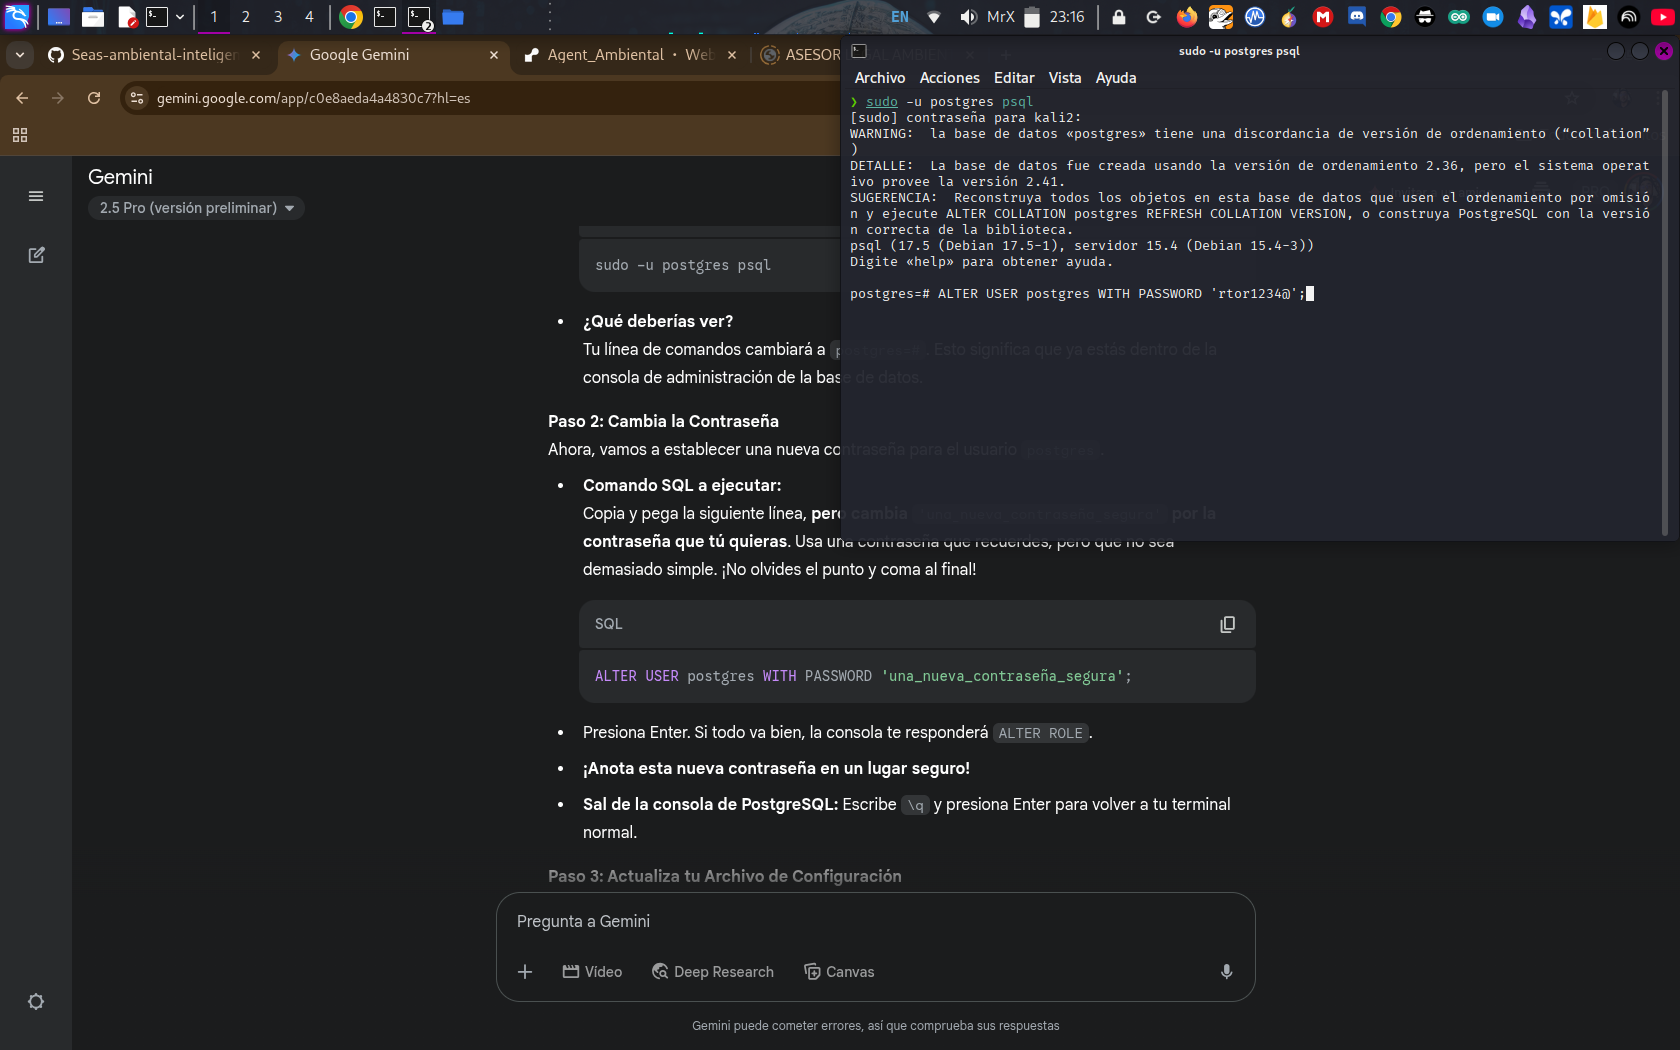 1 2 3 4 EN MrX 23:16
Seas-ambiental-inteligen
Google Gemini
Agent_Ambiental • Web
ASESOR
gemini.google.com/app/c0e8aeda4a4830c7?hl=es
Gemini
2.5 Pro (versión preliminar)
sudo -u postgres psql
• ¿Qué deberías ver?
Tu línea de comandos cambiará a postgres=#. Esto significa que ya estás dentro de la
consola de administración de la base de datos.
Paso 2: Cambia la Contraseña
Ahora, vamos a establecer una nueva contraseña para el usuario postgres.
• Comando SQL a ejecutar:
Copia y pega la siguiente línea, pero cambia una_nueva_contraseña_segura por la
contraseña que tú quieras. Usa una contraseña que recuerdes, pero que no sea
demasiado simple. ¡No olvides el punto y coma al final!
SQL
ALTER USER postgres WITH PASSWORD 'una_nueva_contraseña_segura';
• Presiona Enter. Si todo va bien, la consola te responderá ALTER ROLE.
• ¡Anota esta nueva contraseña en un lugar seguro!
• Sal de la consola de PostgreSQL: Escribe \q y presiona Enter para volver a tu terminal
normal.
Paso 3: Actualiza tu Archivo de Configuración
Pregunta a Gemini
Vídeo Deep Research Canvas
Gemini puede cometer errores, así que comprueba sus respuestas
sudo -u postgres psql
Archivo Acciones Editar Vista Ayuda
❯ sudo -u postgres psql
[sudo] contraseña para kali2:
WARNING:  la base de datos «postgres» tiene una discordancia de versión de ordenamiento (“collation”
)
DETALLE:  La base de datos fue creada usando la versión de ordenamiento 2.36, pero el sistema operat
ivo provee la versión 2.41.
SUGERENCIA:  Reconstruya todos los objetos en esta base de datos que usen el ordenamiento por omisió
n y ejecute ALTER COLLATION postgres REFRESH COLLATION VERSION, o construya PostgreSQL con la versió
n correcta de la biblioteca.
psql (17.5 (Debian 17.5-1), servidor 15.4 (Debian 15.4-3))
Digite «help» para obtener ayuda.
postgres=# ALTER USER postgres WITH PASSWORD 'rtor1234@';